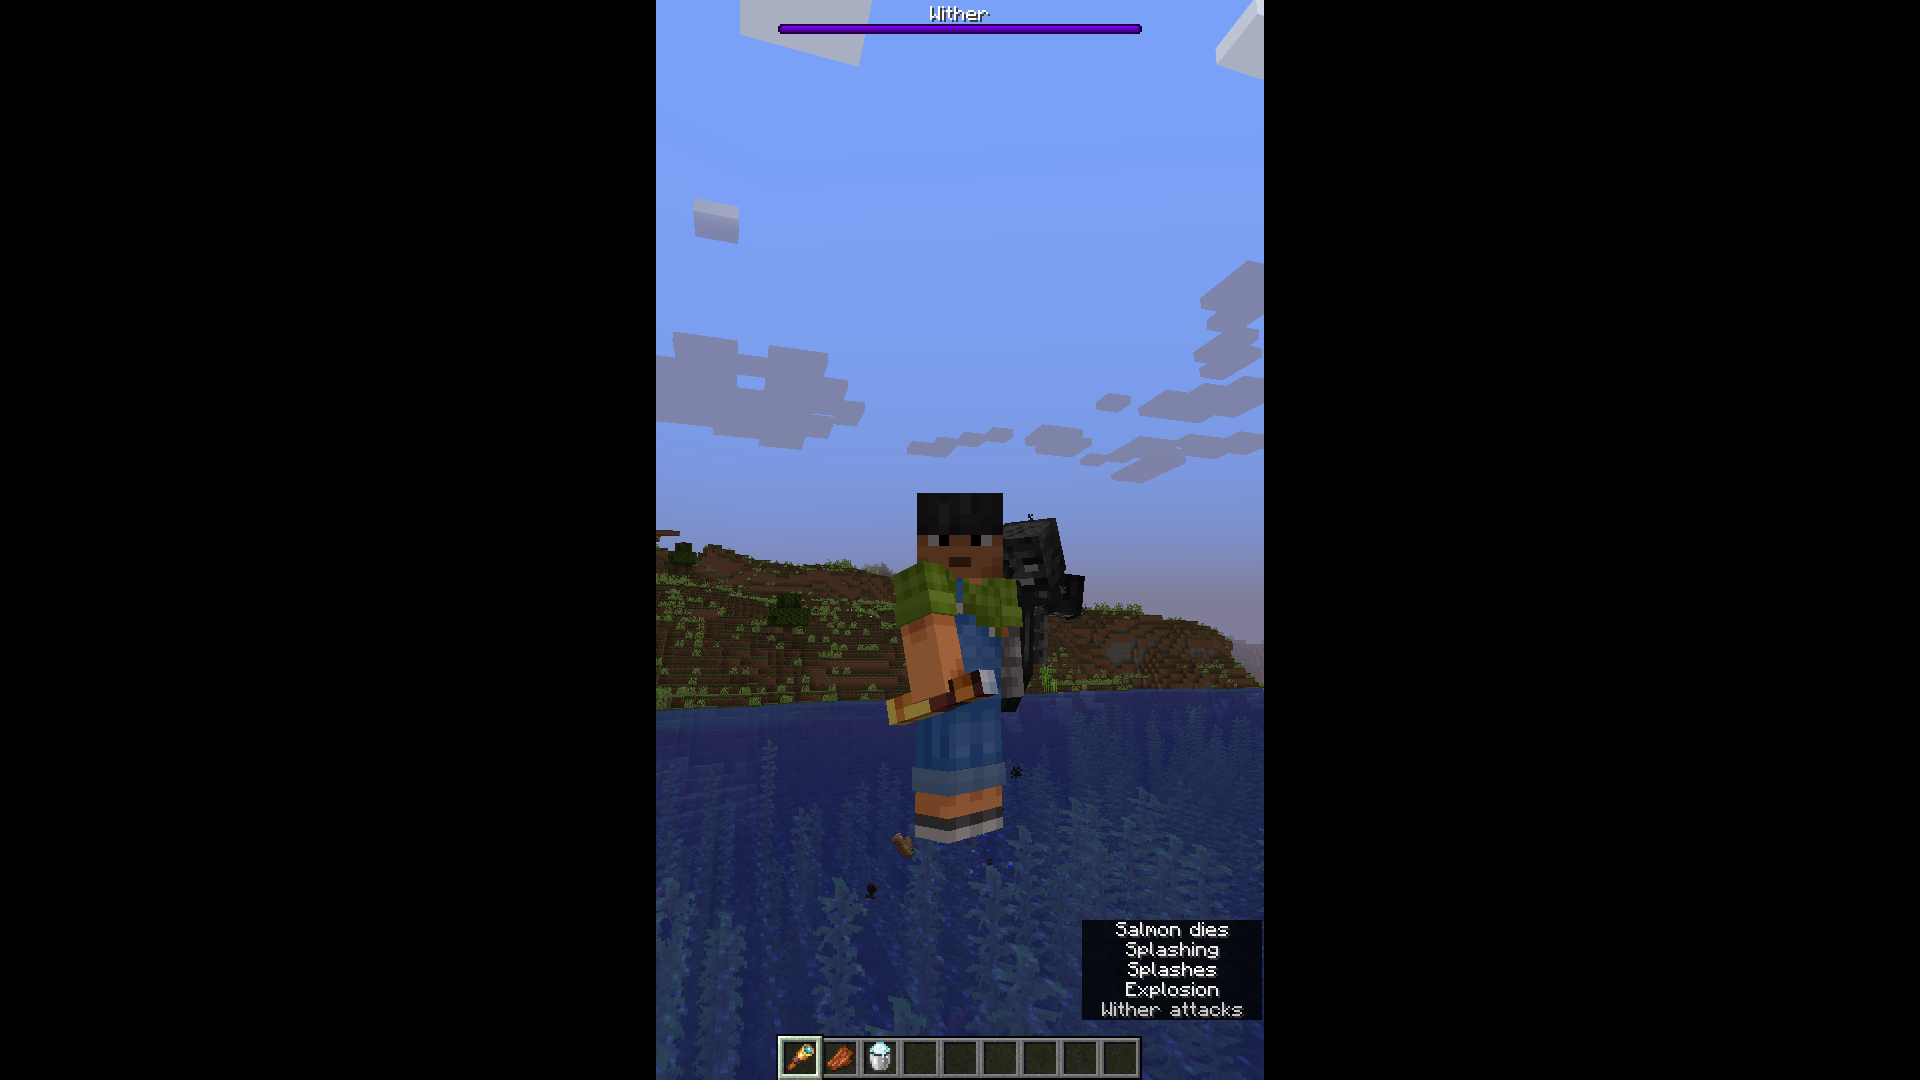 Wither
Salmon dies
Splashing
Splashes
Explosion
Wither attacks